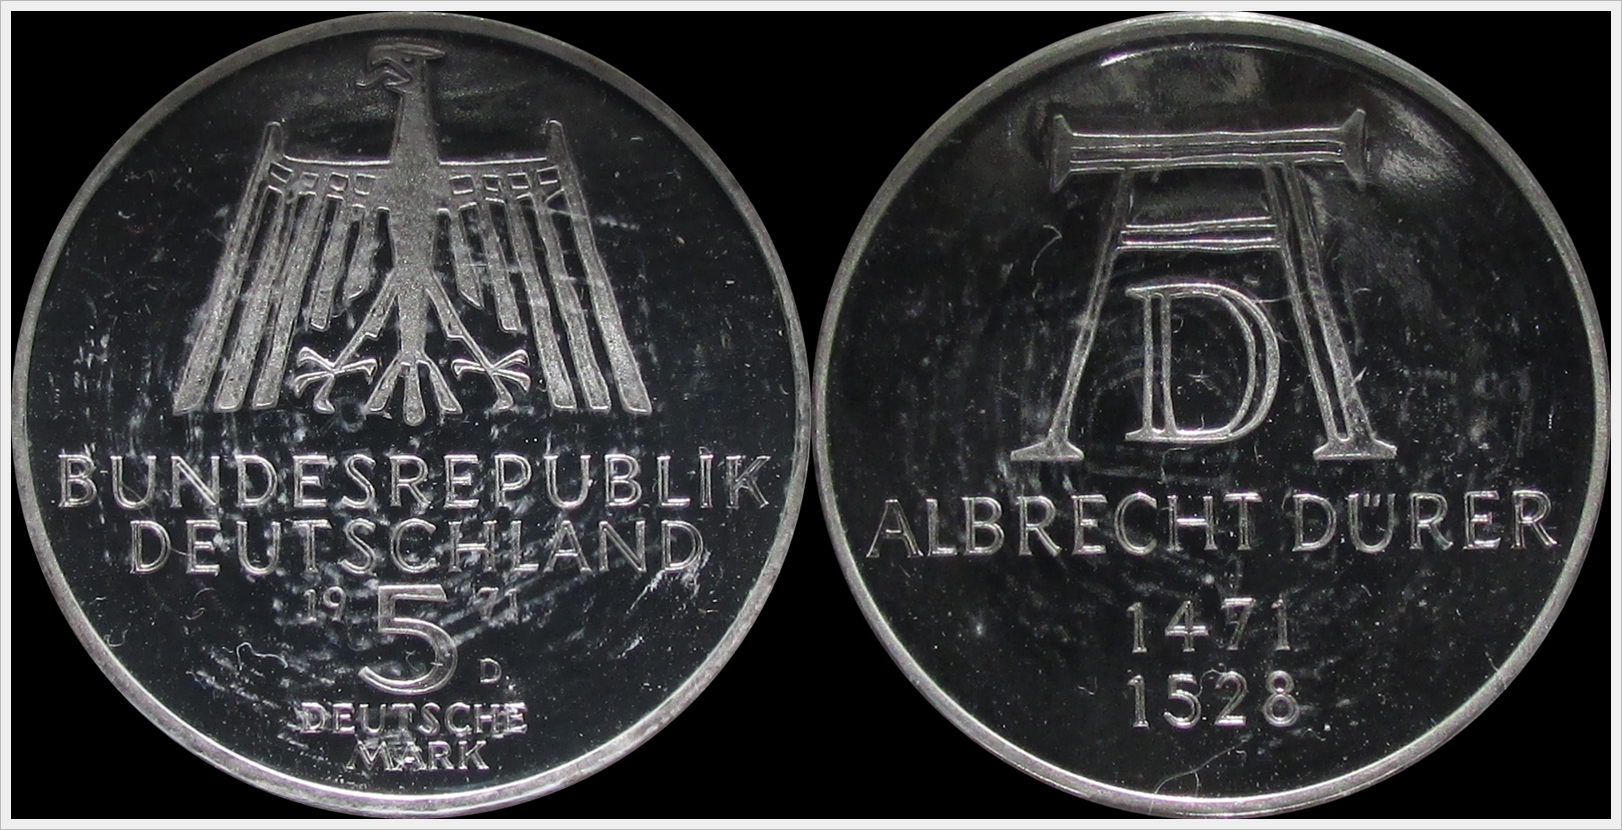 BUNDESREPUBLIK
DEUTSCHLAND
19 5 71
D
DEUTSCHE
MARK
AD
ALBRECHT DÜRER
1471
1528